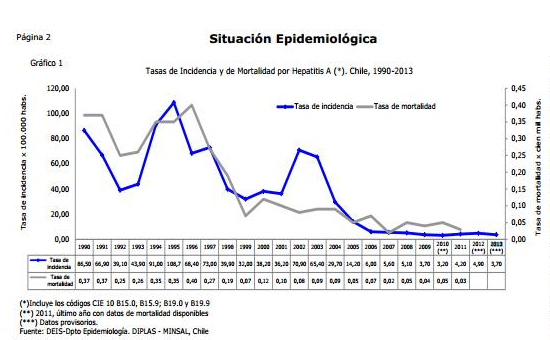 Página 2
Situación Epidemiológica
Gráfico 1
Tasas de Incidencia y de Mortalidad por Hepatitis A (*). Chile, 1990-2013
Tasa de incidencia x 100.000 habs.
120,00
100,00
80,00
60,00
40,00
20,00
0,00
Tasa de incidencia Tasa de mortalidad
0,45
0,40
0,35
0,30
0,25
0,20
0,15
0,10
0,05
0,00
Tasa de mortalidad x cien mil habs.
1990 1991 1992 1993 1994 1995 1996 1997 1998 1999 2000 2001 2002 2003 2004 2005 2006 2007 2008 2009 2010 (**) 2011 2012 (***) 2013 (***)
Tasa de incidencia 86,50 66,90 39,10 43,90 91,00 108,7 68,40 73,00 39,90 32,00 38,20 36,20 70,90 65,40 29,70 14,20 6,00 5,60 5,10 3,70 3,20 4,20 4,90 3,70
Tasa de mortalidad 0,37 0,37 0,25 0,26 0,35 0,35 0,40 0,27 0,19 0,07 0,12 0,10 0,08 0,09 0,09 0,05 0,07 0,02 0,05 0,04 0,05 0,03
(*)Incluye los códigos CIE 10 B15.0, B15.9; B19.0 y B19.9
(**) 2011, último año con datos de mortalidad disponibles
(***) Datos provisorios.
Fuente: DEIS-Dpto Epidemiología. DIPLAS - MINSAL, Chile